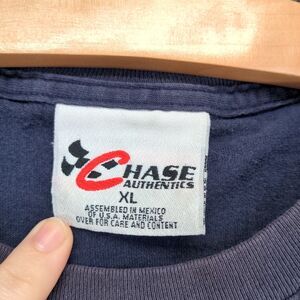 CHASE
AUTHENTICS
XL
ASSEMBLED IN MEXICO
OF U.S.A. MATERIALS
OVER FOR CARE AND CONTENT